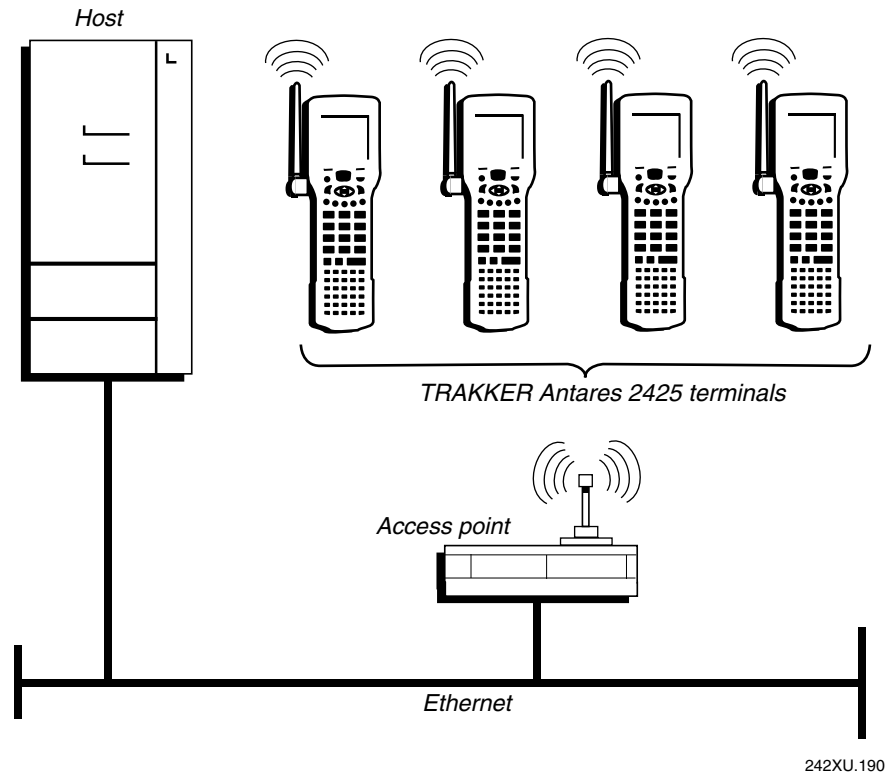 Host
TRAKKER Antares 2425 terminals
Access point
Ethernet
242XU.190